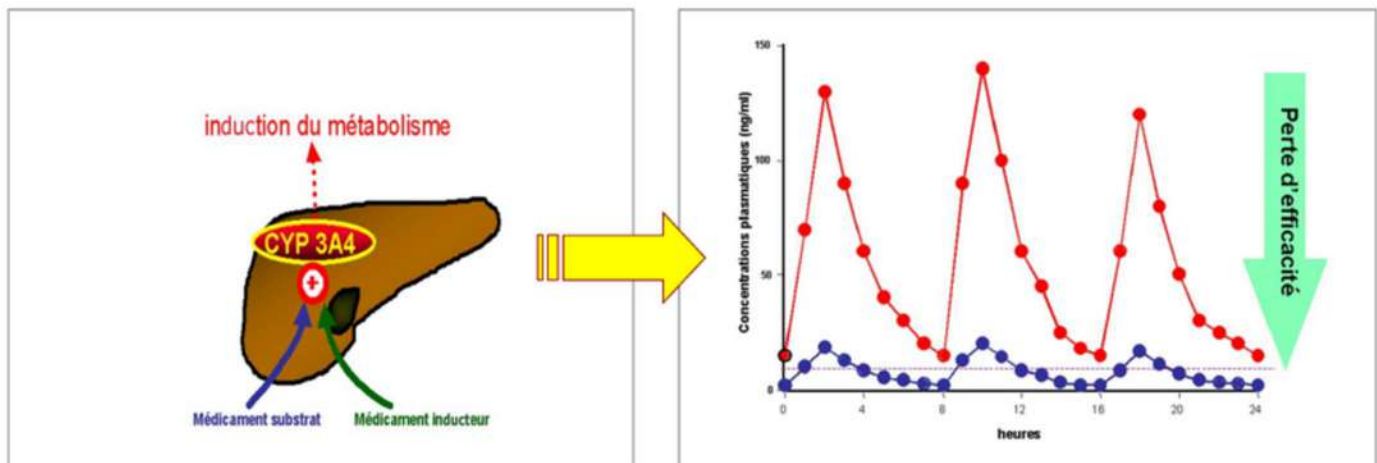 induction du métabolisme
CYP 3A4
+
Médicament substrat
Médicament inducteur
Concentrations plasmatiques (ng/ml)
150
100
50
0
0 4 8 12 16 20 24
heures
Perte d'efficacité